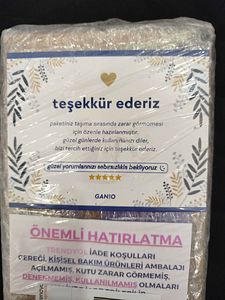 teşekkür ederiz
paketiniz taşıma sırasında zarar görmemesi
için özenle hazırlanmıştır.
güzel günlerde kullanmanızı diler,
bizi tercih ettiğiniz için teşekkür ederiz.
güzel yorumlarınızı sabırsızlıkla bekliyoruz
ÖNEMLİ HATIRLATMA
TRENDYOL İADE KOŞULLARI
GEREĞİ, KİŞİSEL BAKIM ÜRÜNLERİ AMBALAJI
AÇILMAMIŞ, KUTU ZARAR GÖRMEMİŞ,
DENENMEMİŞ, KULLANILMAMIŞ OLMALARI